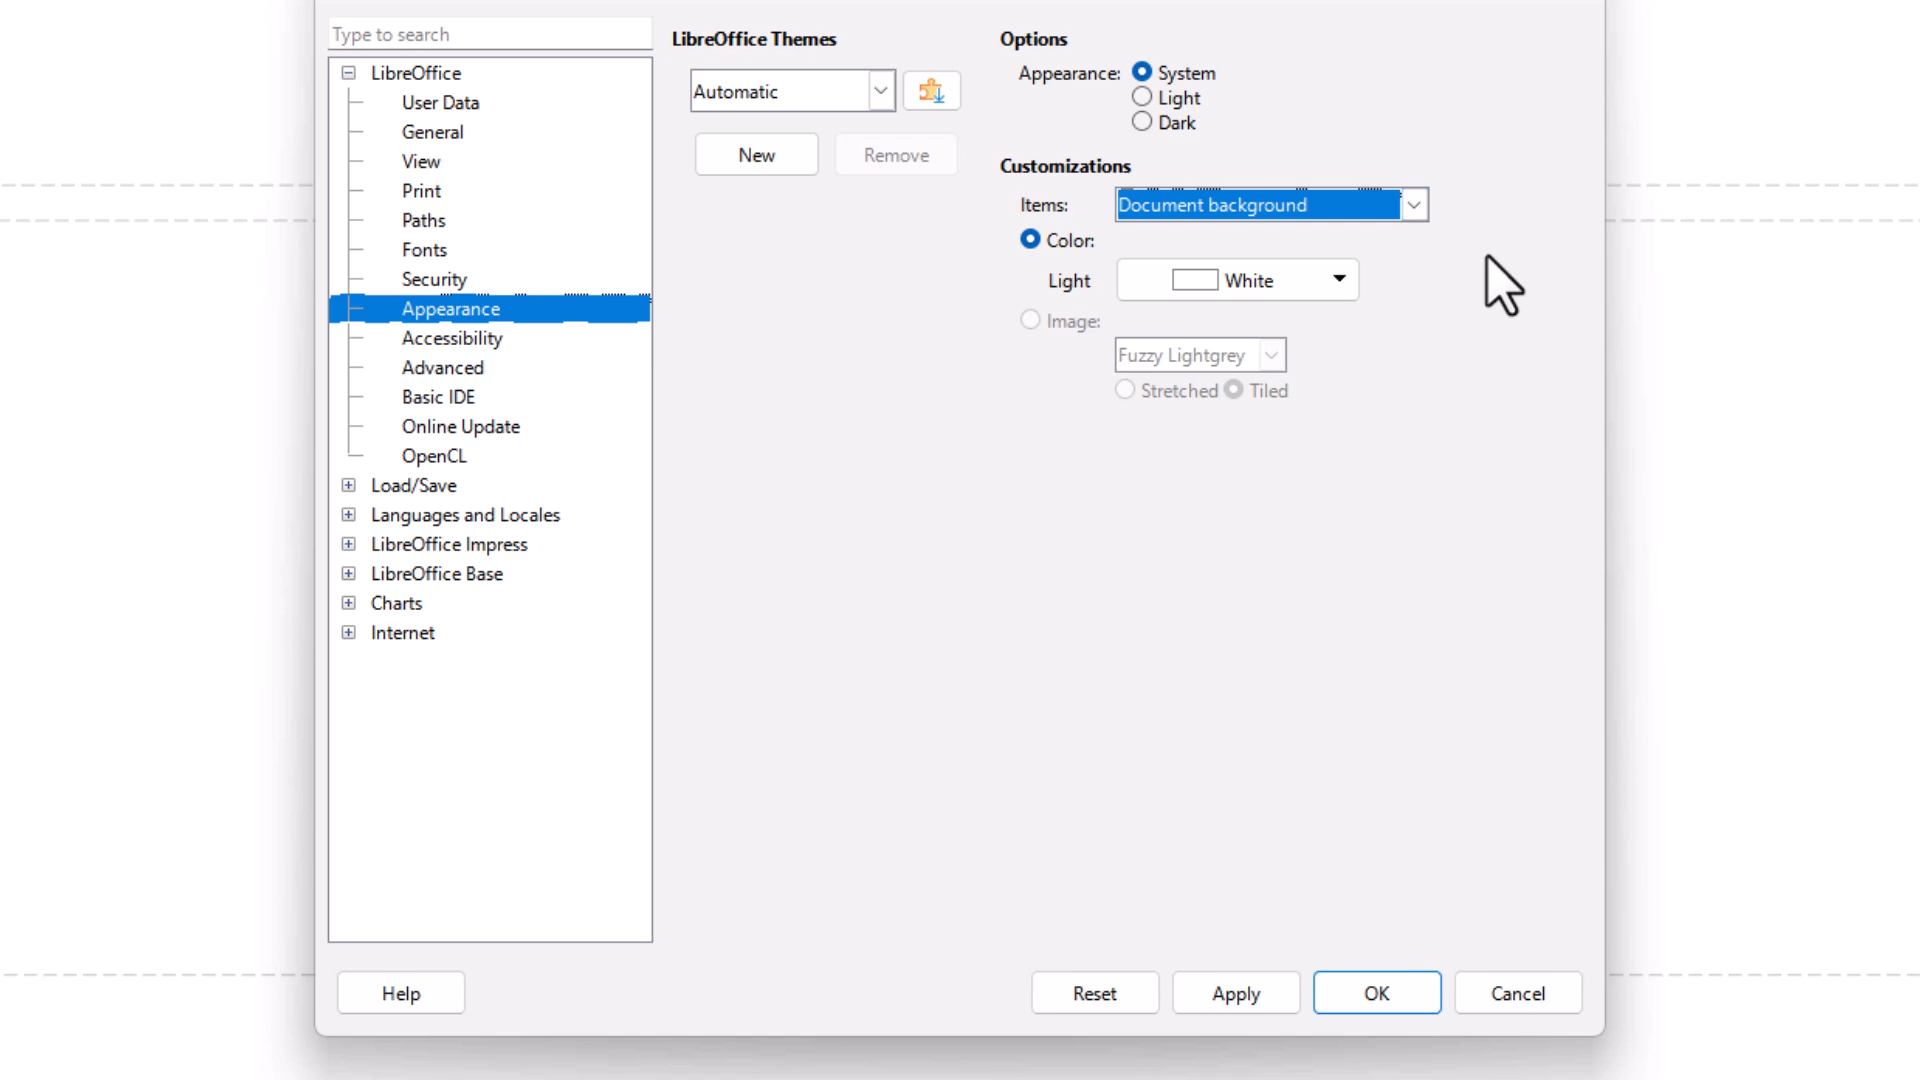 Type to search
LibreOffice
User Data
General
View
Print
Paths
Fonts
Security
Appearance
Accessibility
Advanced
Basic IDE
Online Update
OpenCL
Load/Save
Languages and Locales
LibreOffice Impress
LibreOffice Base
Charts
Internet
LibreOffice Themes
Automatic
New Remove
Options
Appearance: System
Light
Dark
Customizations
Items: Document background
Color:
Light White
Image:
Fuzzy Lightgrey
Stretched Tiled
Help Reset Apply OK Cancel